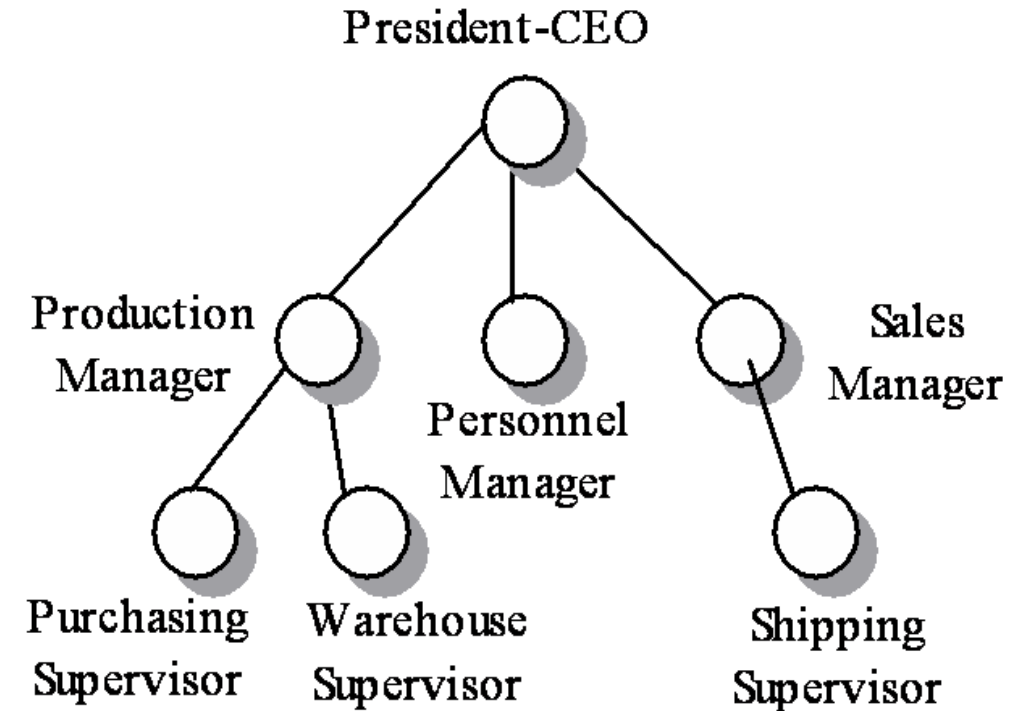 President-CEO
Production
Manager
Personnel
Manager
Sales
Manager
Purchasing
Supervisor
Warehouse
Supervisor
Shipping
Supervisor